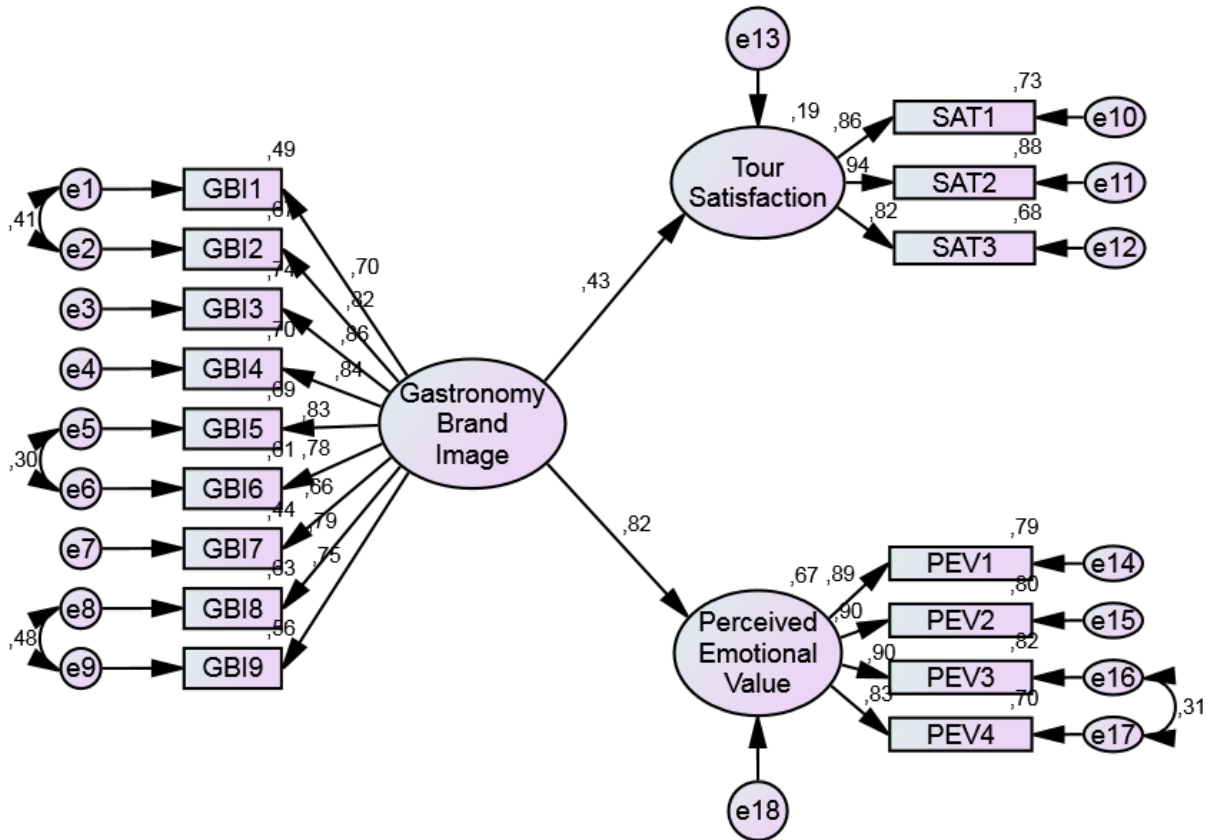 e13
,73
,19
,86
SAT1
e10
,88
Tour
Satisfaction
,94
SAT2
e11
,82
,68
SAT3
e12
,49
e1
GBI1
,41
,67
e2
GBI2
,74
e3
GBI3
,70
e4
GBI4
,69
e5
GBI5
,30
,61
e6
GBI6
,44
e7
GBI7
,63
e8
GBI8
,48
,56
e9
GBI9
,70
,82
,86
,84
,83
,78
,66
,79
,75
Gastronomy
Brand
Image
,43
,82
,79
,67
,89
PEV1
e14
,80
,90
PEV2
e15
Perceived
Emotional
Value
,82
,90
PEV3
e16
,31
,70
,83
PEV4
e17
e18